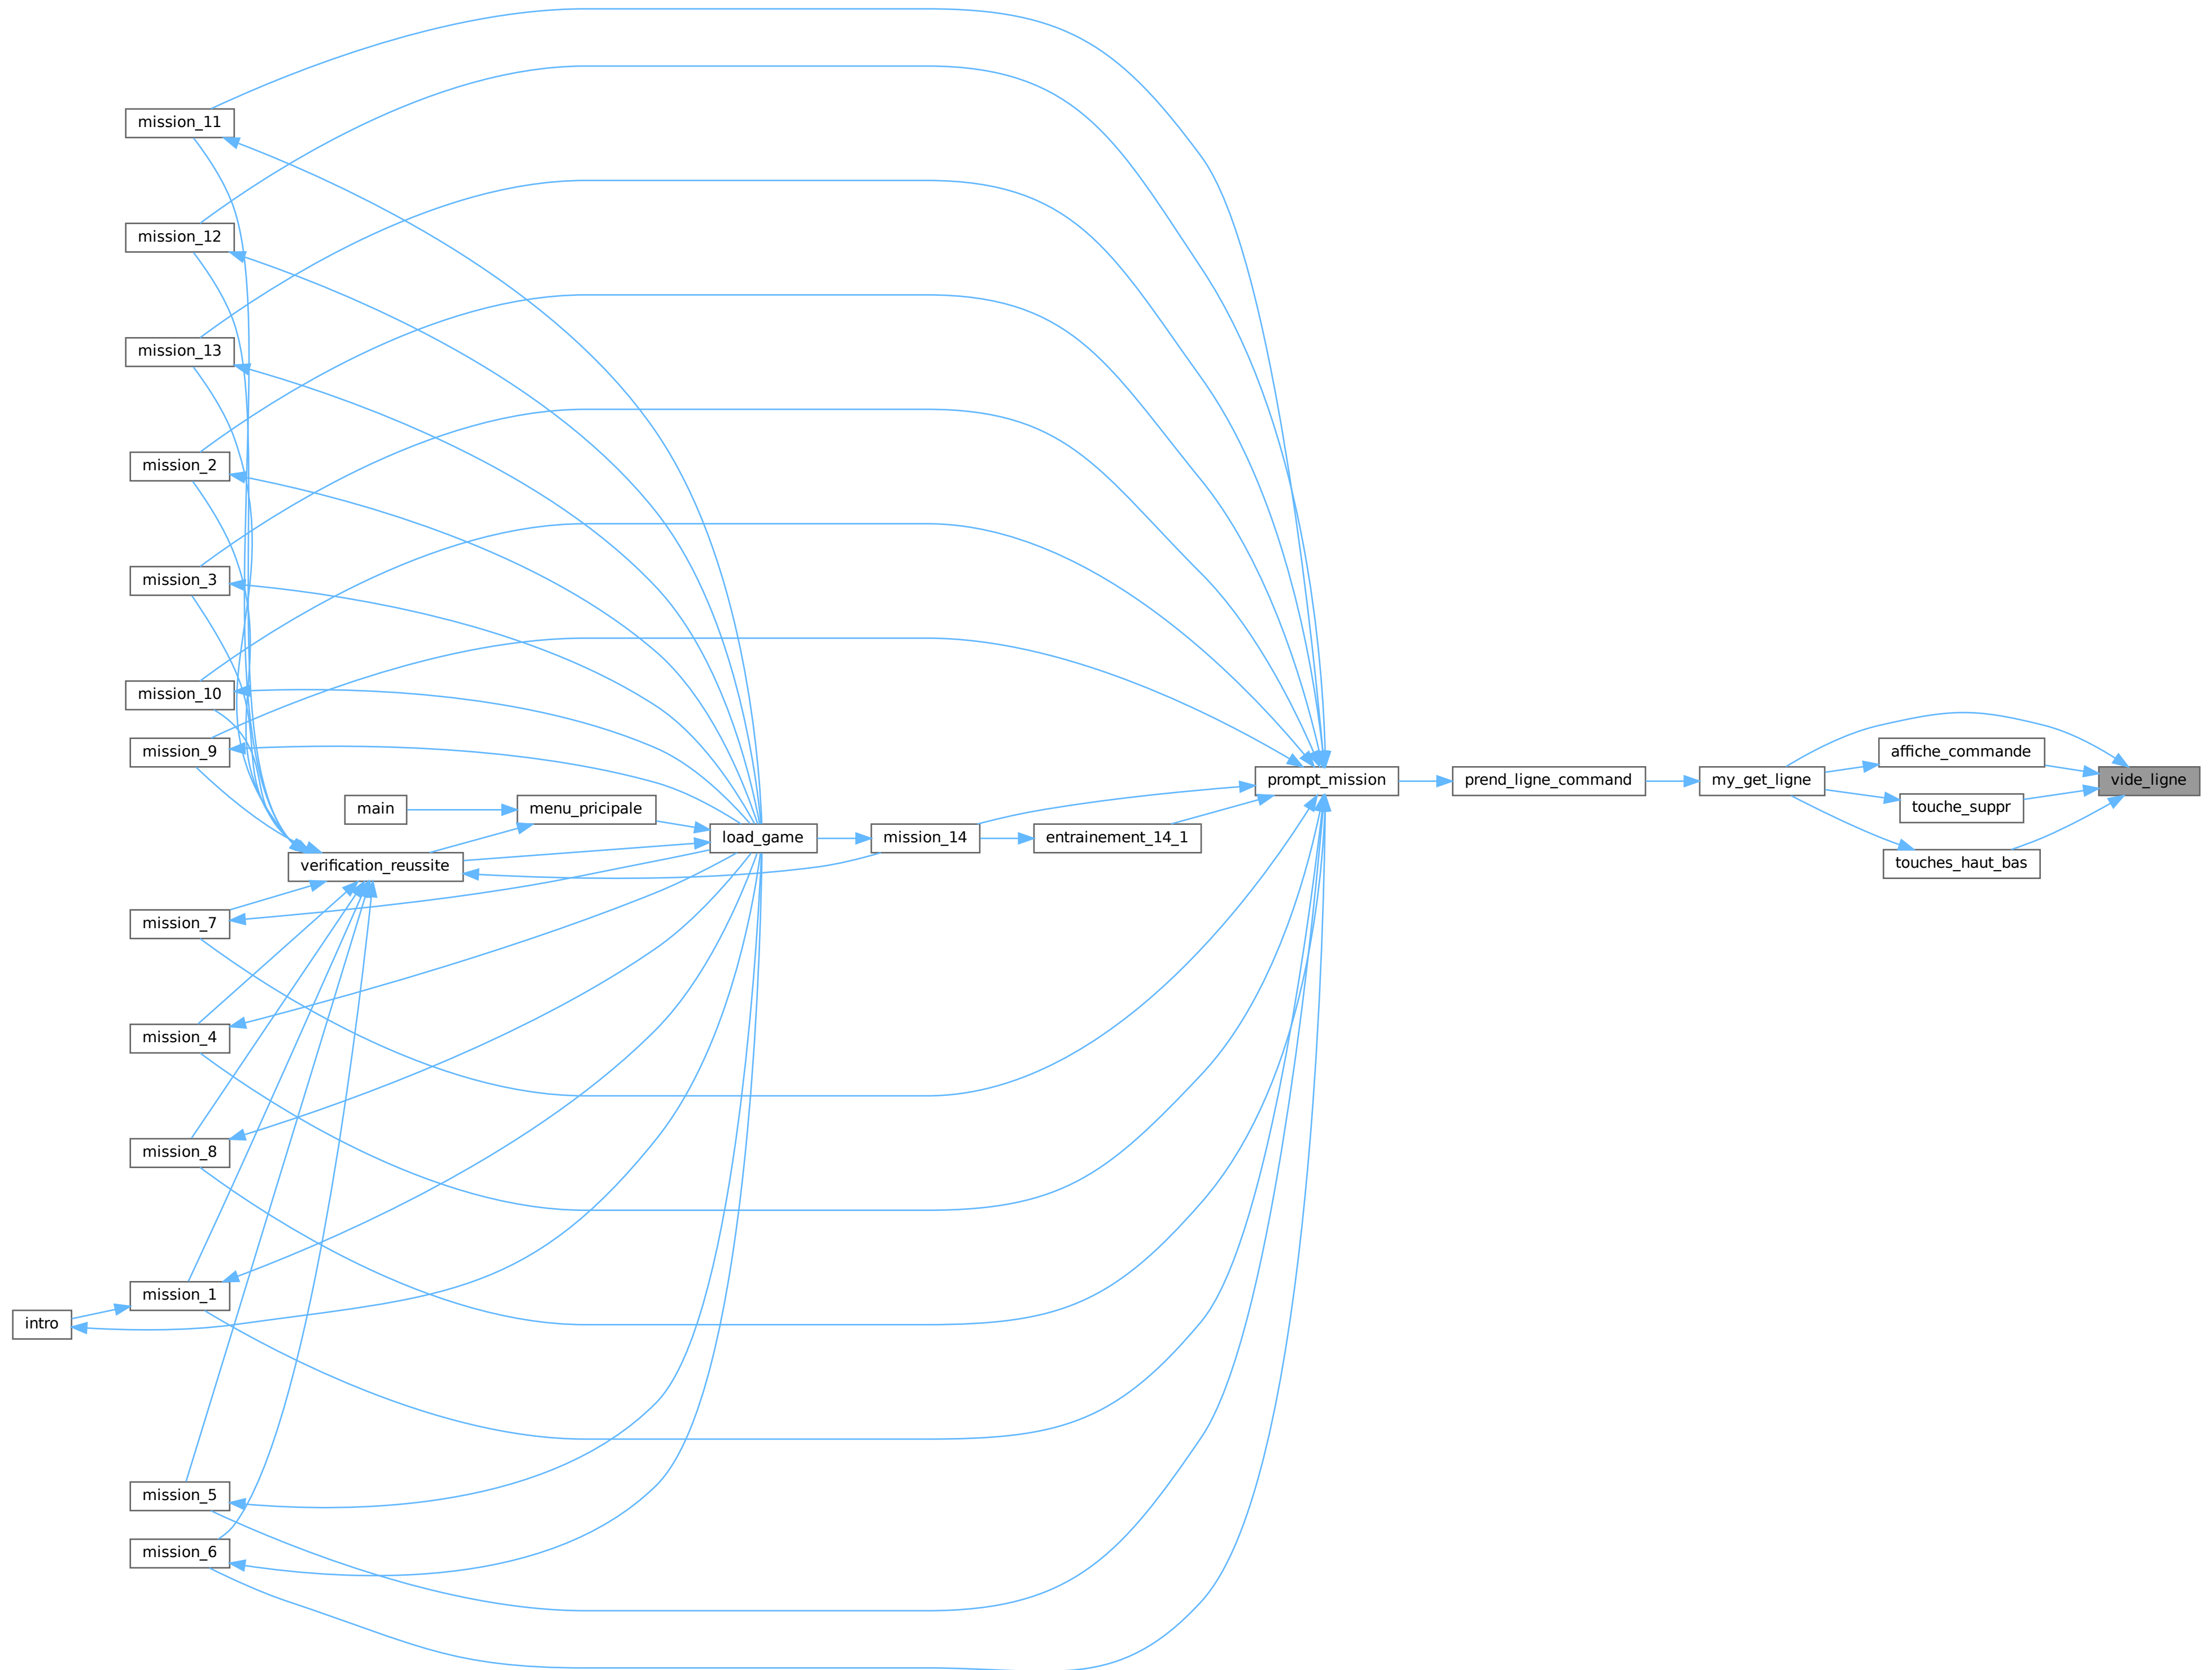 mission_11
mission_12
mission_13
mission_2
mission_3
mission_10
mission_9
affiche_commande
prompt_mission
prend_ligne_command
my_get_ligne
vide_ligne
main
menu_pricipale
touche_suppr
load_game
mission_14
entrainement_14_1
verification_reussite
touches_haut_bas
mission_7
mission_4
mission_8
mission_1
intro
mission_5
mission_6